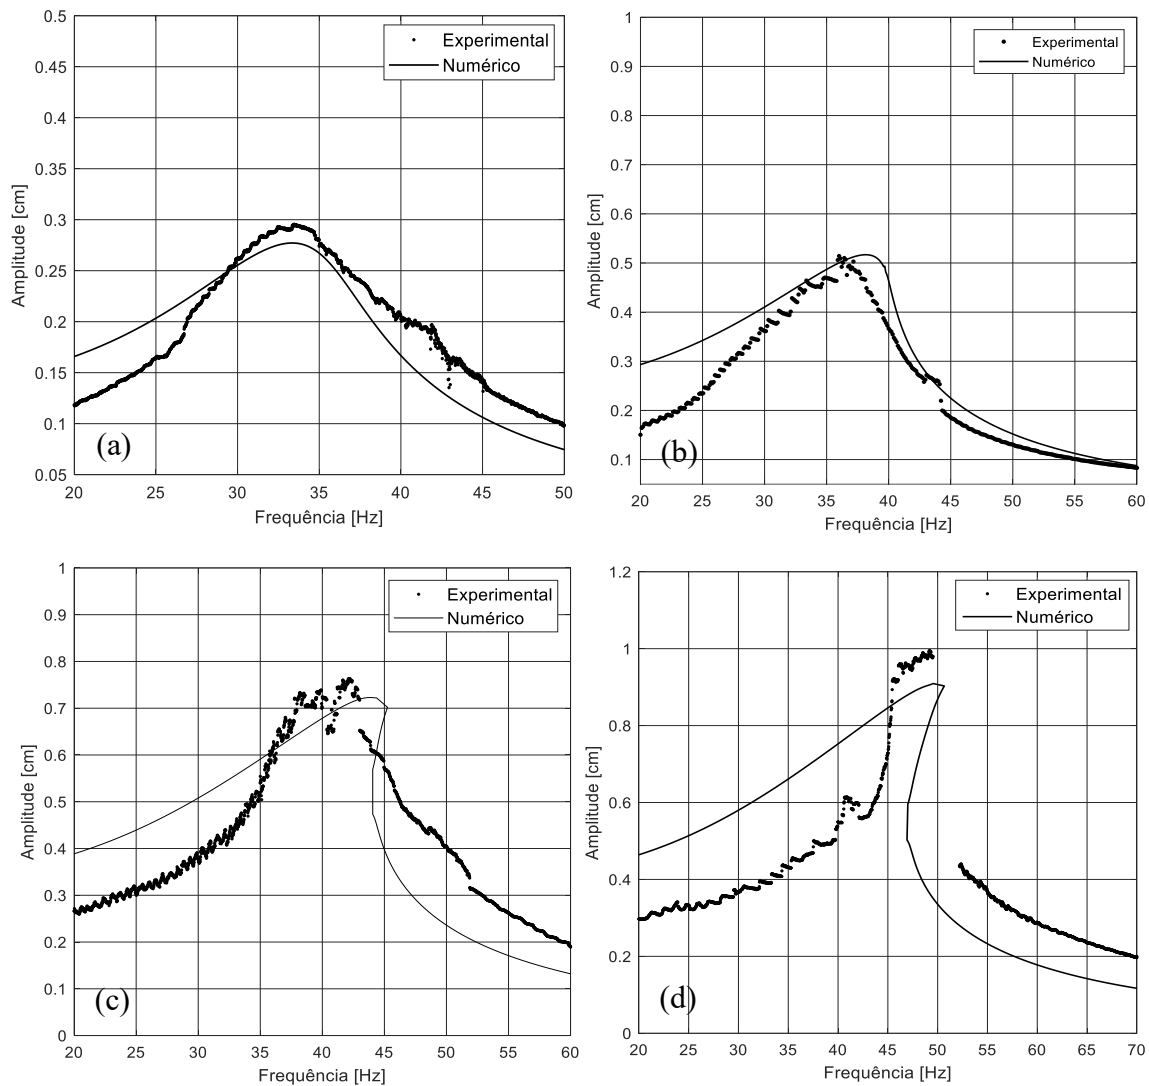 0.5
0.45
0.4
0.35
0.3
0.25
0.2
0.15
0.1
0.05
Amplitude [cm]
Experimental
Numérico
(a)
20 25 30 35 40 45 50
Frequência [Hz]
1
0.9
0.8
0.7
0.6
0.5
0.4
0.3
0.2
0.1
Amplitude [cm]
Experimental
Numérico
(b)
20 25 30 35 40 45 50 55 60
Frequência [Hz]
1
0.9
0.8
0.7
0.6
0.5
0.4
0.3
0.2
0.1
0
Amplitude [cm]
Experimental
Numérico
(c)
20 25 30 35 40 45 50 55 60
Frequência [Hz]
1.2
1
0.8
0.6
0.4
0.2
0
Amplitude [cm]
Experimental
Numérico
(d)
20 25 30 35 40 45 50 55 60 65 70
Frequência [Hz]